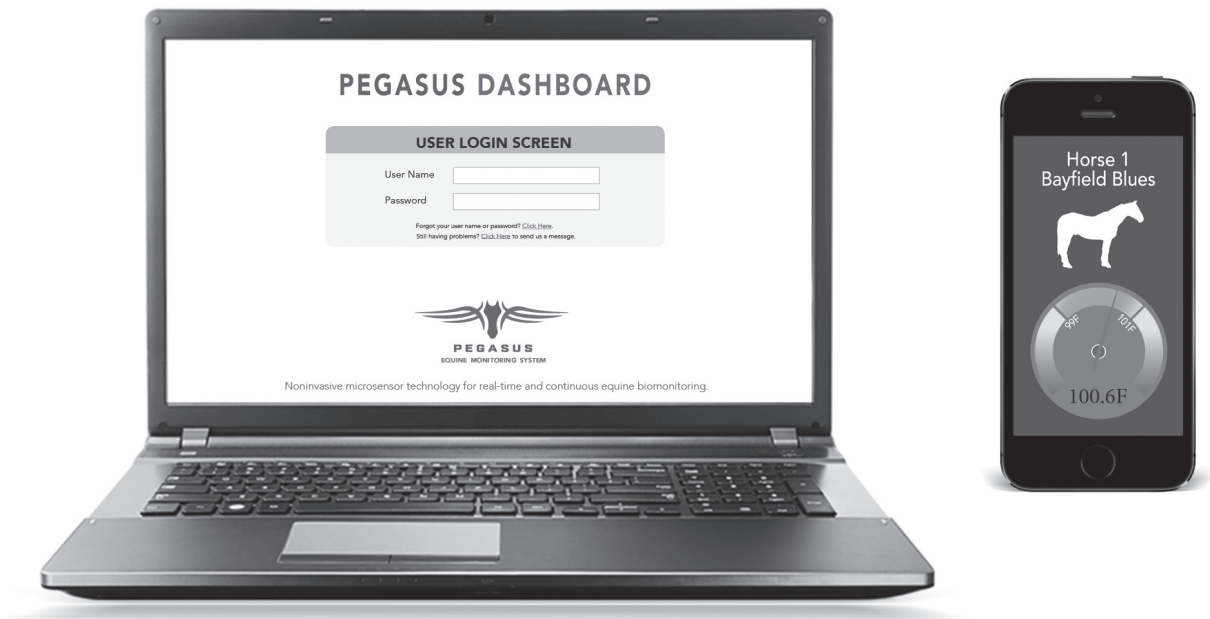 PEGASUS DASHBOARD
USER LOGIN SCREEN
User Name
Password
Forgot your user name or password? Click Here.
Still having problems? Click Here to send us a message.
PEGASUS
EQUINE MONITORING SYSTEM
Noninvasive microsensor technology for real-time and continuous equine biomonitoring.
Horse 1
Bayfield Blues
99F
101F
100.6F